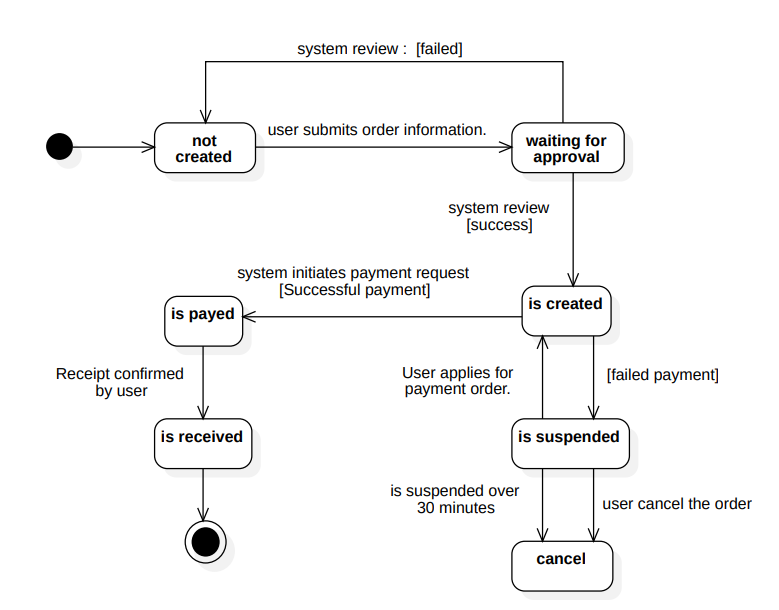 system review :  [failed]
user submits order information.
not
created
waiting for
approval
system review
[success]
system initiates payment request
[Successful payment]
is payed
is created
Receipt confirmed
by user
User applies for
payment order.
[failed payment]
is received
is suspended
is suspended over
30 minutes
user cancel the order
cancel